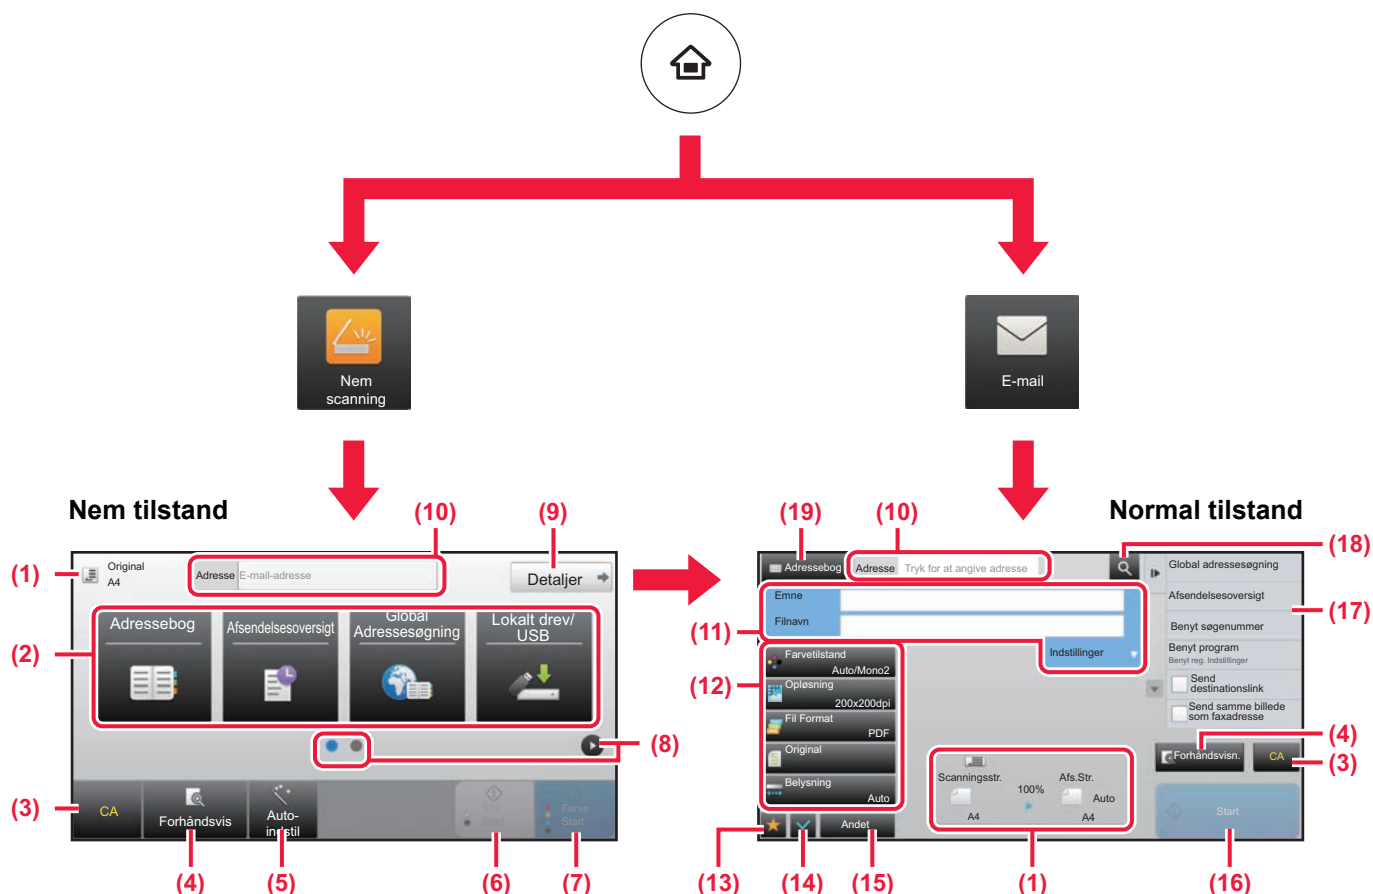 Nem
scanning
E-mail
Nem tilstand
(10)
(9)
(1)
Original
A4
Adresse
E-mail-adresse
Detaljer
(2)
Adressebog
Afsendelsesoversigt
Global
Adressesøgning
Lokalt drev/
USB
(8)
(3)
CA
Forhåndsvis
Auto-
indstil
S/H
Start
Farve
Start
(4)
(5)
(6)
(7)
Normal tilstand
(19)
(10)
(18)
Adressebog
Adresse
Tryk for at angive adresse
Global adressesøgning
Emne
Afsendelsesoversigt
(17)
Filnavn
Benyt søgenummer
(11)
Indstillinger
Benyt program
Benyt reg. Indstillinger
Farvetilstand
Auto/Mono2
(12)
Opløsning
200x200dpi
Send
destinationslink
Fil Format
PDF
Send samme billede
som faxadresse
Original
(4)
Forhåndsvisn.
CA
(3)
Belysning
Auto
Scanningsstr.
100%
Afs.Str.
Auto
A4
A4
Start
Andet
(13)
(14)
(15)
(1)
(16)